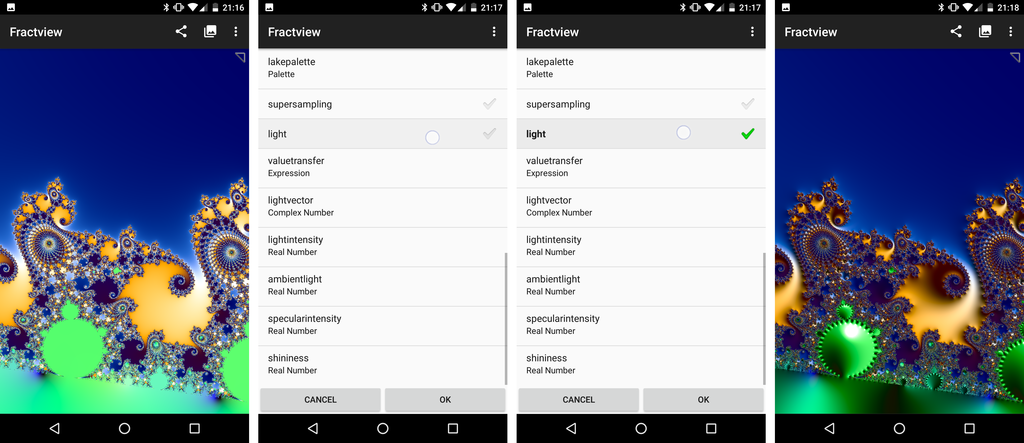 21:16
Fractview
21:17
Fractview
lakepalette
Palette
supersampling
light
valuetransfer
Expression
lightvector
Complex Number
lightintensity
Real Number
ambientlight
Real Number
specularintensity
Real Number
shininess
Real Number
CANCEL OK
21:17
Fractview
lakepalette
Palette
supersampling
light
valuetransfer
Expression
lightvector
Complex Number
lightintensity
Real Number
ambientlight
Real Number
specularintensity
Real Number
shininess
Real Number
CANCEL OK
21:18
Fractview